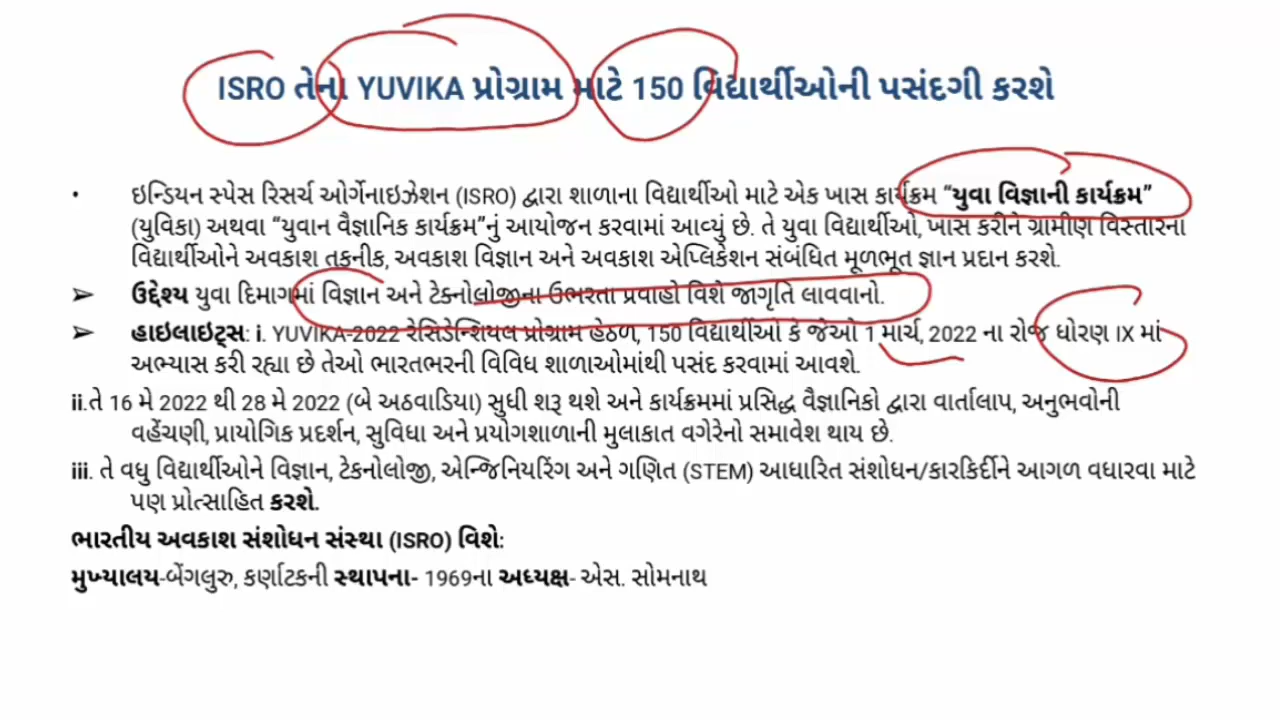 ISRO તેના YUVIKA પ્રોગ્રામ માટે 150 વિદ્યાર્થીઓની પસંદગી કરશે
• ઇન્ડિયન સ્પેસ રિસર્ચ ઓર્ગેનાઇઝેશન (ISRO) દ્વારા શાળાના વિદ્યાર્થીઓ માટે એક ખાસ કાર્યક્રમ “યુવા વિજ્ઞાની કાર્યક્રમ”
(યુવિકા) અથવા “યુવાન વૈજ્ઞાનિક કાર્યક્રમ”નું આયોજન કરવામાં આવ્યું છે. તે યુવા વિદ્યાર્થીઓ, ખાસ કરીને ગ્રામીણ વિસ્તારના
વિદ્યાર્થીઓને અવકાશ તકનીક, અવકાશ વિજ્ઞાન અને અવકાશ એપ્લિકેશન સંબંધિત મૂળભૂત જ્ઞાન પ્રદાન કરશે.
➢ ઉદ્દેશ્ય યુવા દિમાગમાં વિજ્ઞાન અને ટેક્નોલોજીના ઉભરતા પ્રવાહો વિશે જાગૃતિ લાવવાનો.
➢ હાઇલાઇટ્સ: i. YUVIKA-2022 રેસિડેન્શિયલ પ્રોગ્રામ હેઠળ, 150 વિદ્યાર્થીઓ કે જેઓ 1 માર્ચ, 2022 ના રોજ ધોરણ IX માં
અભ્યાસ કરી રહ્યા છે તેઓ ભારતભરની વિવિધ શાળાઓમાંથી પસંદ કરવામાં આવશે.
ii.તે 16 મે 2022 થી 28 મે 2022 (બે અઠવાડિયા) સુધી શરૂ થશે અને કાર્યક્રમમાં પ્રસિદ્ધ વૈજ્ઞાનિકો દ્વારા વાર્તાલાપ, અનુભવોની
વહેંચણી, પ્રાયોગિક પ્રદર્શન, સુવિધા અને પ્રયોગશાળાની મુલાકાત વગેરેનો સમાવેશ થાય છે.
iii. તે વધુ વિદ્યાર્થીઓને વિજ્ઞાન, ટેકનોલોજી, એન્જિનિયરિંગ અને ગણિત (STEM) આધારિત સંશોધન/કારકિર્દીને આગળ વધારવા માટે
પણ પ્રોત્સાહિત કરશે.
ભારતીય અવકાશ સંશોધન સંસ્થા (ISRO) વિશે:
મુખ્યાલય-બેંગલુરુ, કર્ણાટકની સ્થાપના- 1969ના અધ્યક્ષ- એસ. સોમનાથ